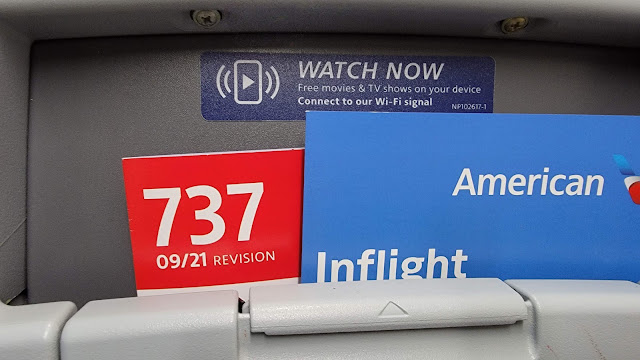 WATCH NOW
Free movies & TV shows on your device
Connect to our Wi-Fi signal
NP102617-1
737
09/21 REVISION
American
Inflight